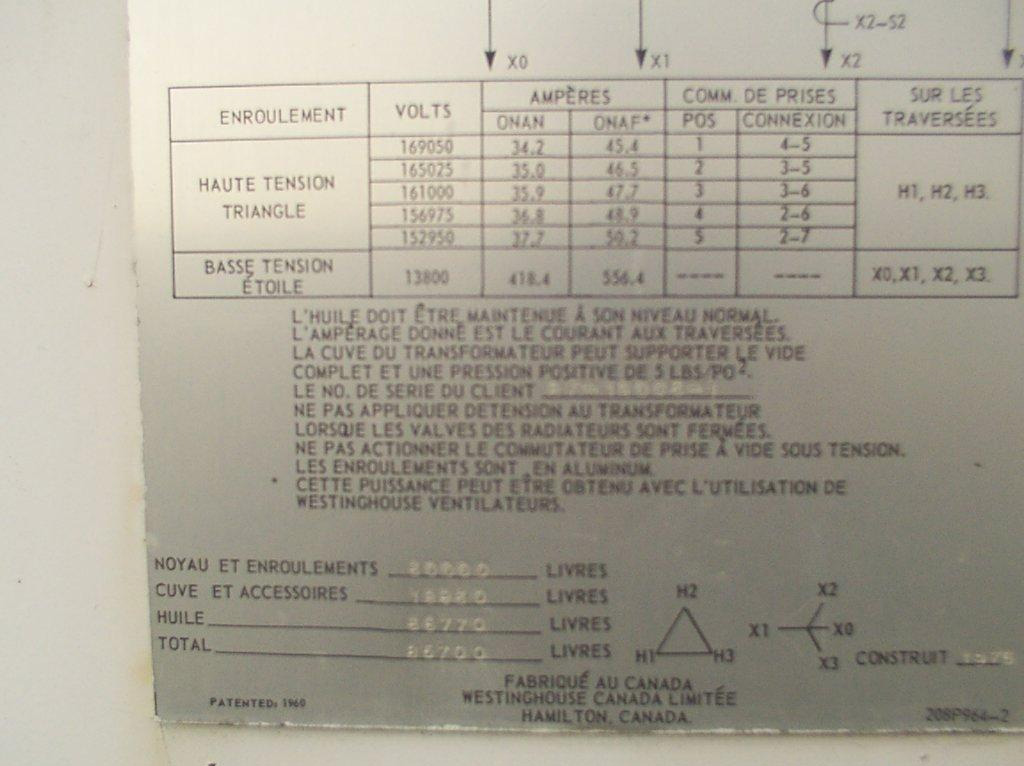 X2-S2
X0 X1 X2
ENROULEMENT VOLTS AMPÈRES COMM. DE PRISES SUR LES TRAVERSÉES
ONAN ONAF* POS CONNEXION
HAUTE TENSION TRIANGLE
169050 34.2 45.4 1 4-5
165025 35.0 46.5 2 3-5
161000 35.9 47.7 3 3-6 H1, H2, H3.
156975 36.8 48.9 4 2-6
152950 37.7 50.2 5 2-7
BASSE TENSION ÉTOILE 13800 418.4 556.4 ---- ---- X0,X1, X2, X3.
L'HUILE DOIT ÊTRE MAINTENUE À SON NIVEAU NORMAL.
L'AMPÉRAGE DONNÉ EST LE COURANT AUX TRAVERSÉES.
LA CUVE DU TRANSFORMATEUR PEUT SUPPORTER LE VIDE
COMPLET ET UNE PRESSION POSITIVE DE 5 LBS/PO².
LE NO. DE SERIE DU CLIENT
NE PAS APPLIQUER DETENSION AU TRANSFORMATEUR
LORSQUE LES VALVES DES RADIATEURS SONT FERMÉES.
NE PAS ACTIONNER LE COMMUTATEUR DE PRISE À VIDE SOUS TENSION.
LES ENROULEMENTS SONT EN ALUMINUM.
* CETTE PUISSANCE PEUT ETRE OBTENU AVEC L'UTILISATION DE
WESTINGHOUSE VENTILATEURS.
NOYAU ET ENROULEMENTS LIVRES
CUVE ET ACCESSOIRES LIVRES
HUILE LIVRES
TOTAL LIVRES
H2
H1 H3
X2
X1 X0
X3
CONSTRUIT
FABRIQUÉ AU CANADA
WESTINGHOUSE CANADA LIMITÉE
HAMILTON, CANADA.
PATENTED: 1960
208P964-2